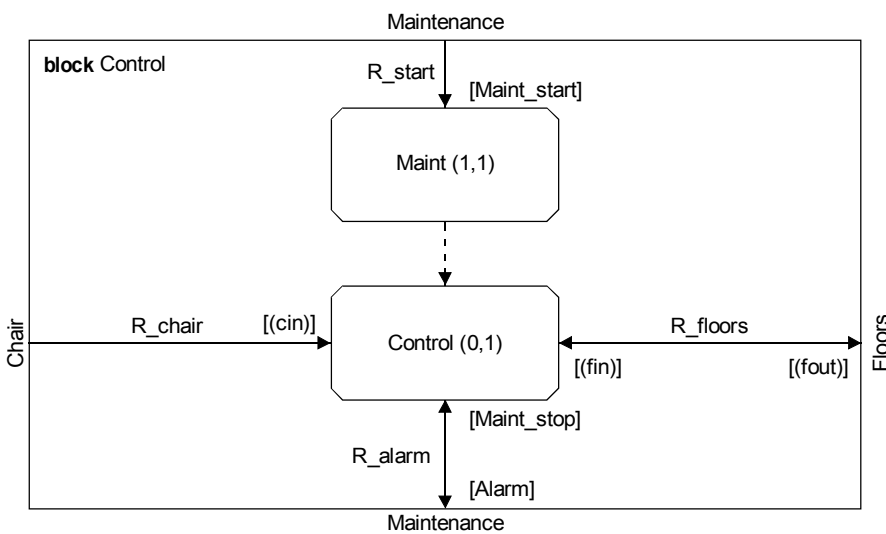 Maintenance
block Control
R_start
[Maint_start]
Maint (1,1)
Chair
R_chair
[(cin)]
Control (0,1)
R_floors
Floors
[(fin)]
[(fout)]
[Maint_stop]
R_alarm
[Alarm]
Maintenance